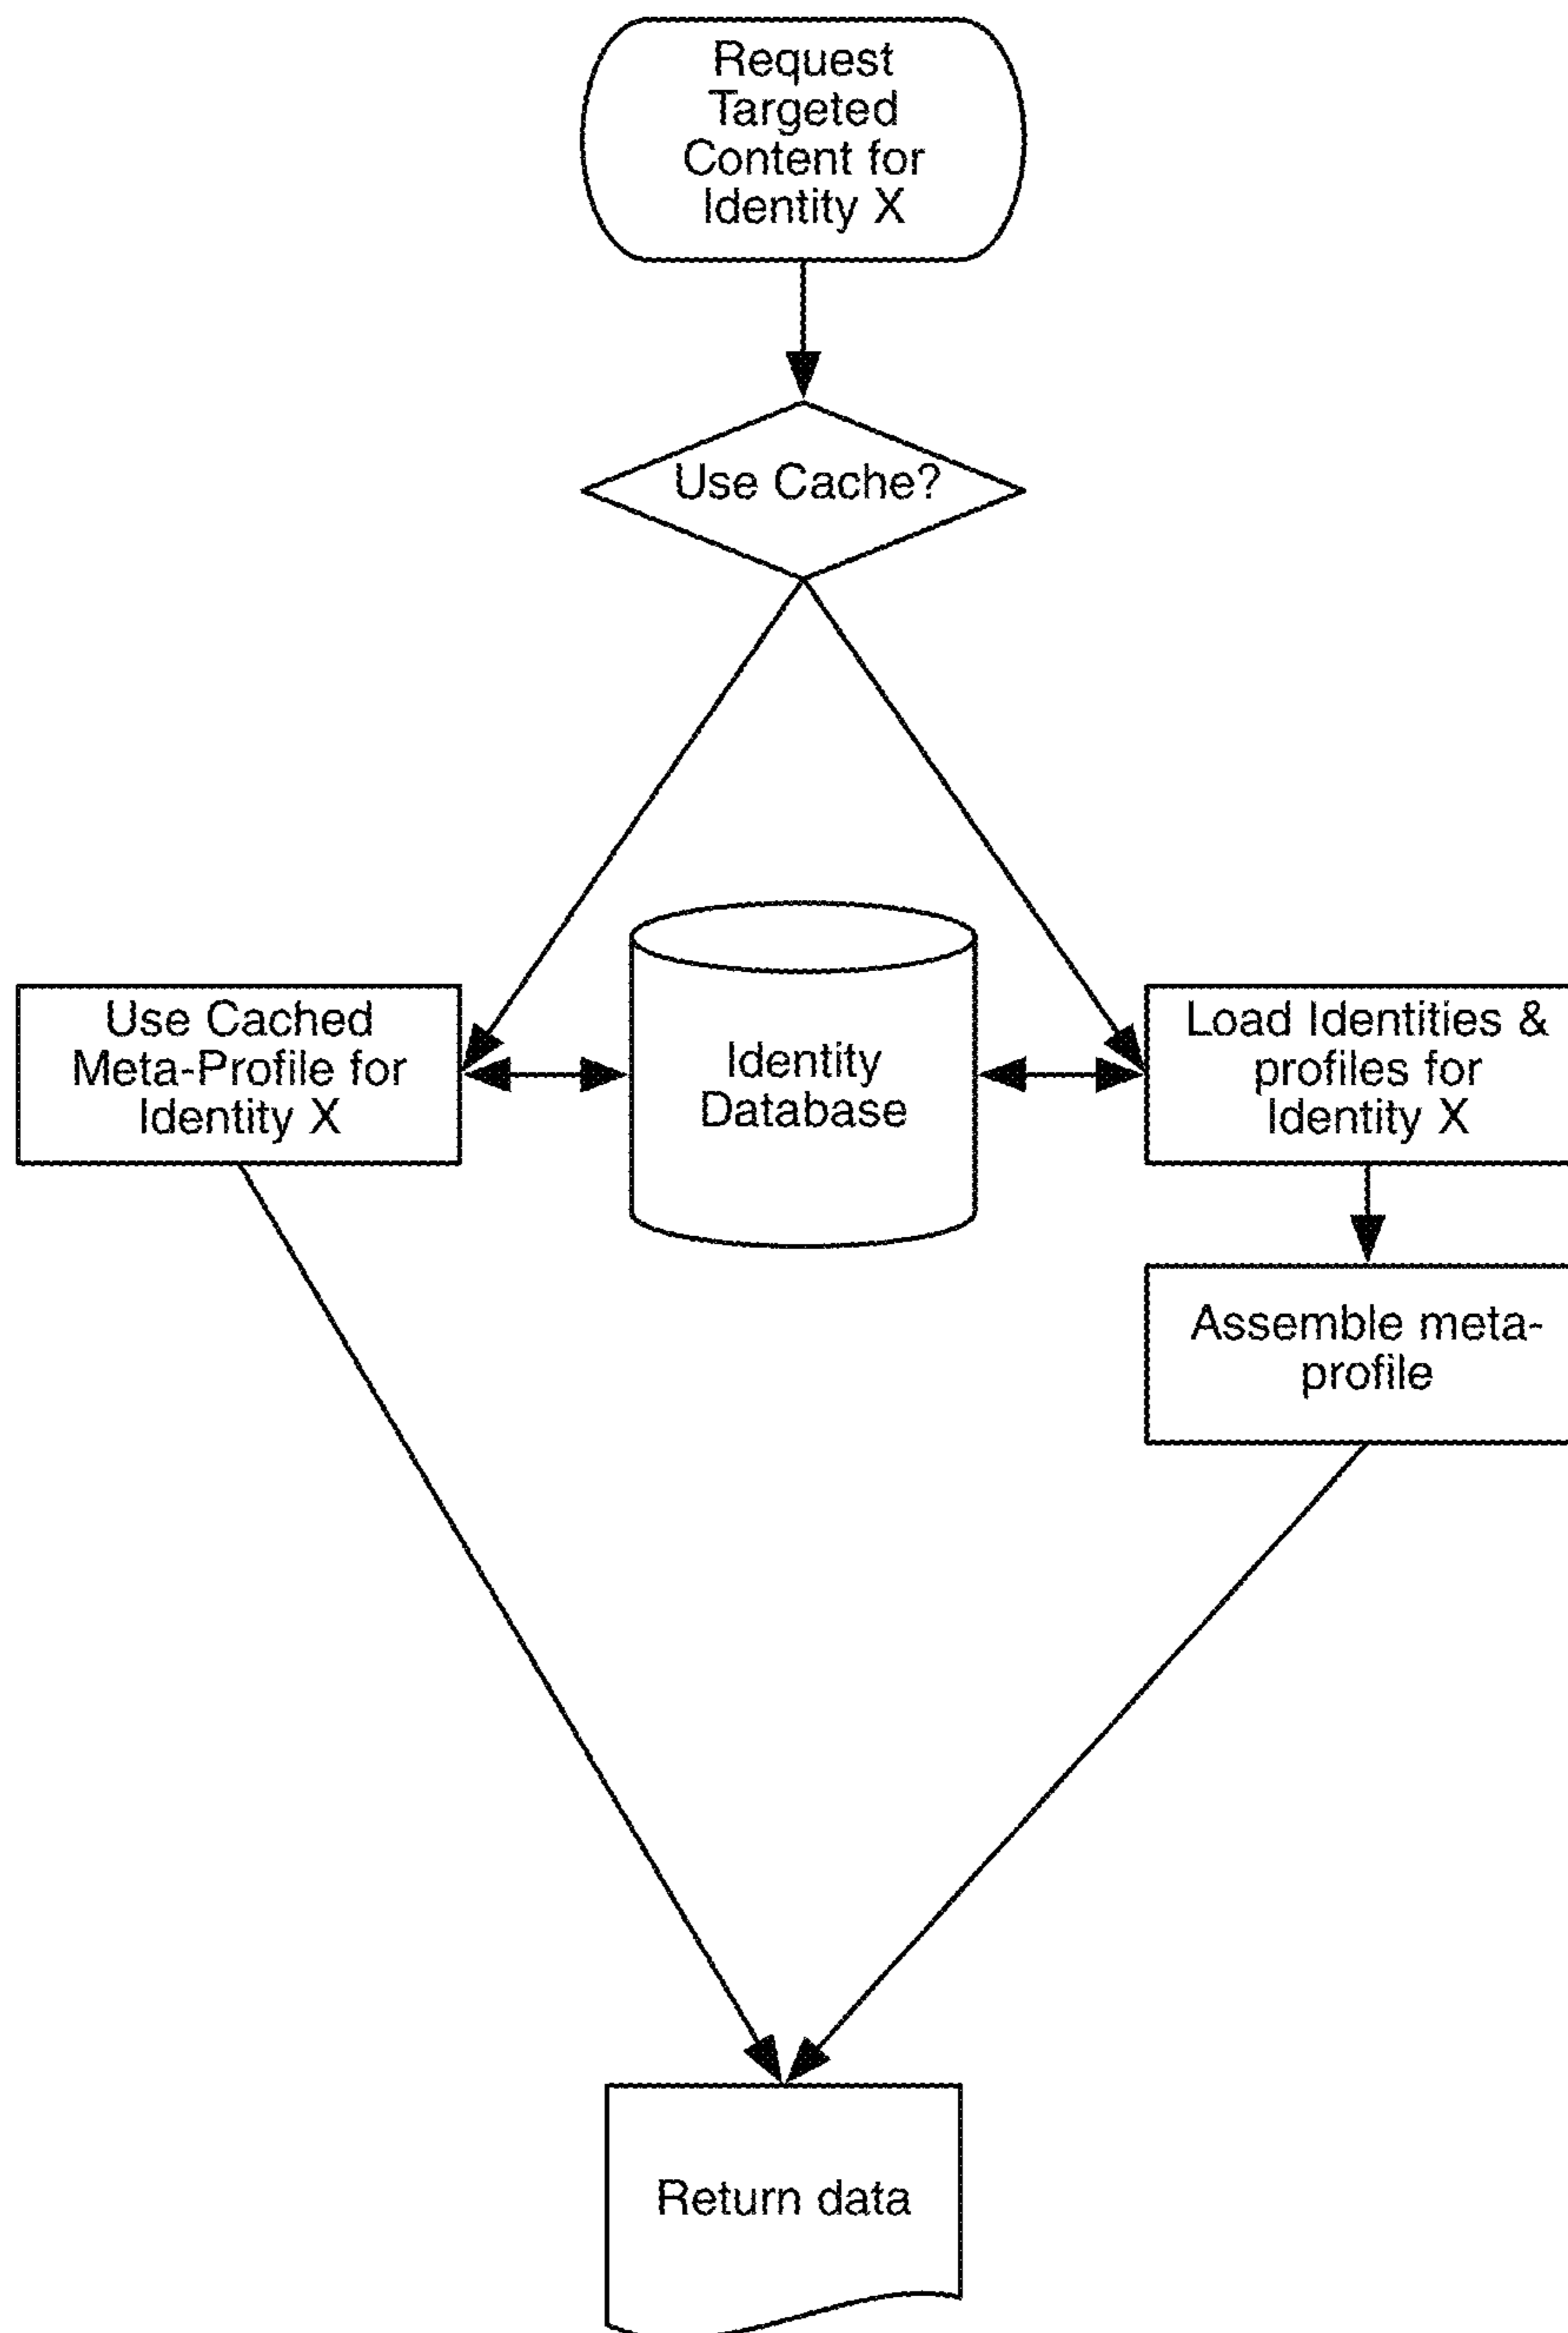 Request
Targeted
Content for
Identity X
Use Cache?
Use Cached
Meta-Profile for
Identity X
Identity
Database
Load Identities &
profiles for
Identity X
Assemble meta-
profile
Return data